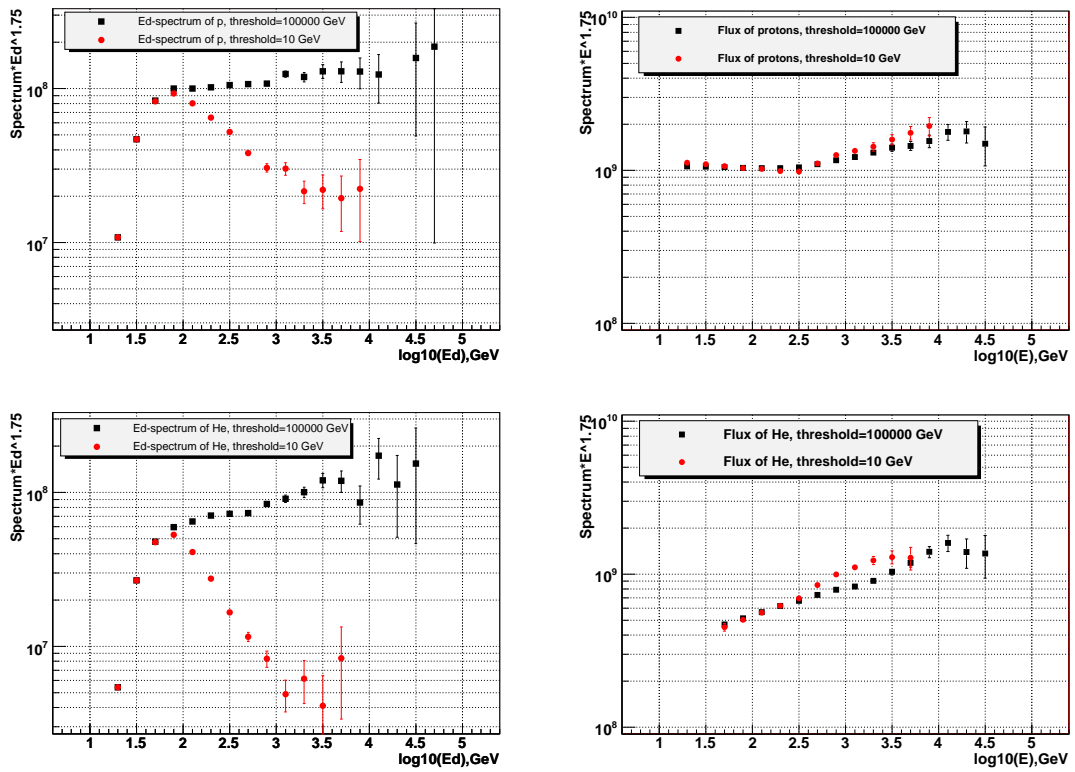 Spectrum*Ed^1.75
Ed-spectrum of p, threshold=100000 GeV
Ed-spectrum of p, threshold=10 GeV
10^8
10^7
1 1.5 2 2.5 3 3.5 4 4.5 5
log10(Ed),GeV
Spectrum*E^1.75
Flux of protons, threshold=100000 GeV
Flux of protons, threshold=10 GeV
10^10
10^9
10^8
1 1.5 2 2.5 3 3.5 4 4.5 5
log10(E),GeV
Spectrum*Ed^1.75
Ed-spectrum of He, threshold=100000 GeV
Ed-spectrum of He, threshold=10 GeV
10^8
10^7
1 1.5 2 2.5 3 3.5 4 4.5 5
log10(Ed),GeV
Spectrum*E^1.75
Flux of He, threshold=100000 GeV
Flux of He, threshold=10 GeV
10^10
10^9
10^8
1 1.5 2 2.5 3 3.5 4 4.5 5
log10(E),GeV